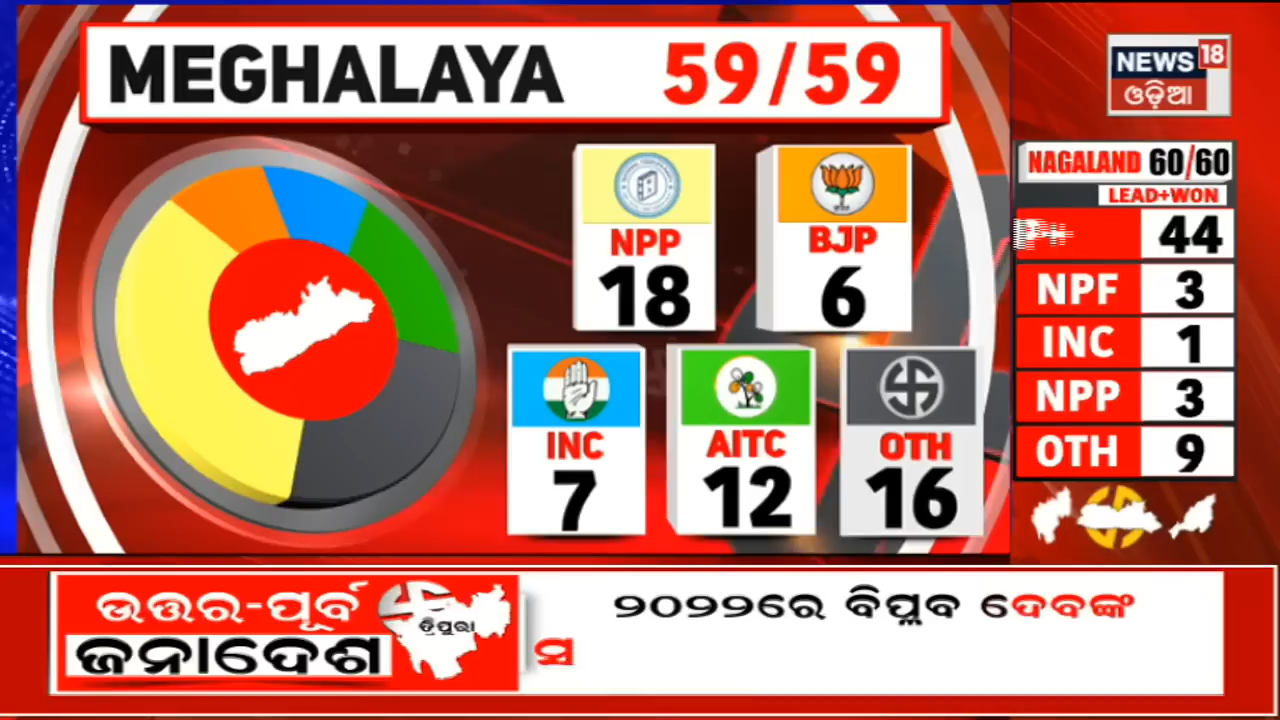 MEGHALAYA 59/59
NPP
18
BJP
6
INC
7
AITC
12
OTH
16
NEWS 18
ଓଡ଼ିଆ
NAGALAND 60/60
LEAD+WON
44
NPF 3
INC 1
NPP 3
OTH 9
ଉତ୍ତର-ପୂର୍ବ
ଜନାଦେଶ
ତ୍ରିପୁରା
୨୦୨୨ରେ ବିପ୍ଳବ ଦେବଙ୍କ
ସ